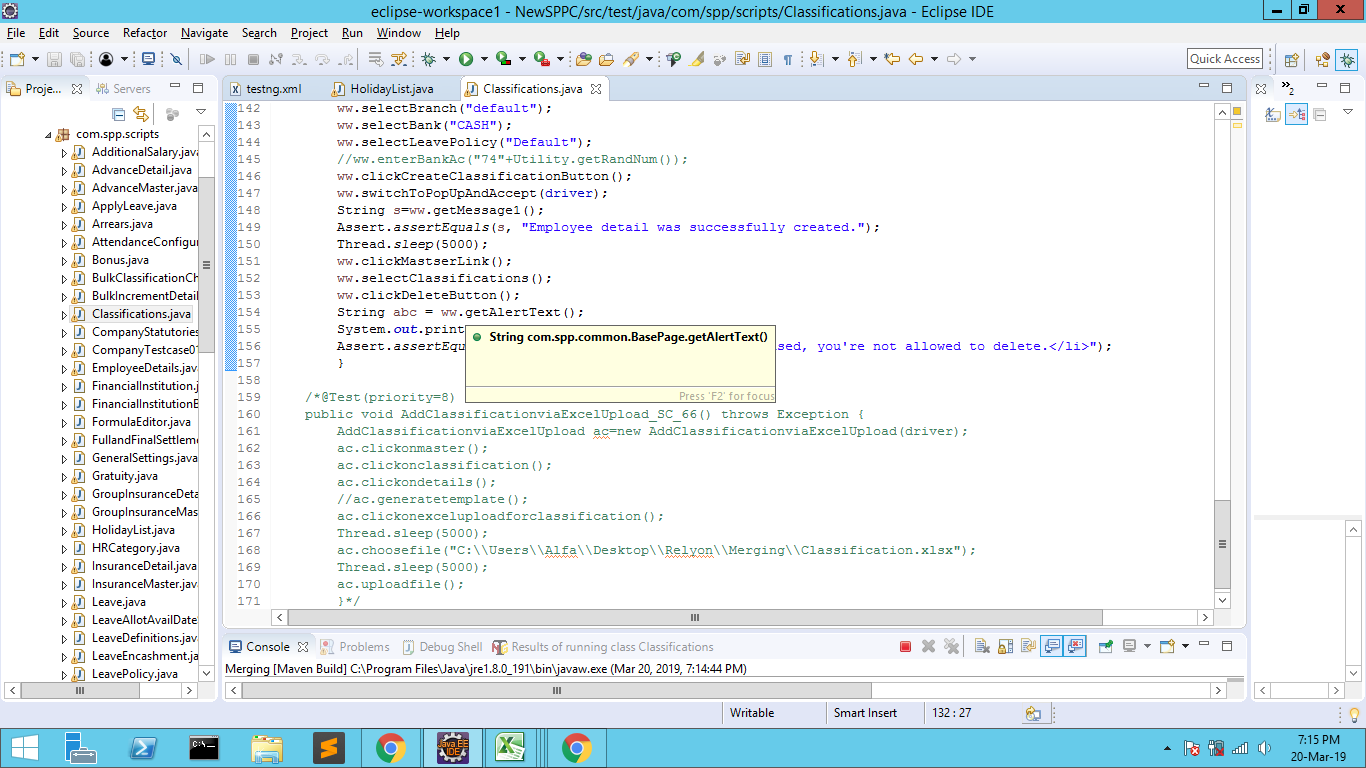 eclipse-workspace1 - NewSPPC/src/test/java/com/spp/scripts/Classifications.java - Eclipse IDE
File Edit Source Refactor Navigate Search Project Run Window Help
Quick Access
Proje... Servers
testng.xml HolidayList.java Classifications.java
com.spp.scripts
AdditionalSalary.java
AdvanceDetail.java
AdvanceMaster.java
ApplyLeave.java
Arrears.java
AttendanceConfigur
Bonus.java
BulkClassificationCh
BulkIncrementDetail
Classifications.java
CompanyStatutories
CompanyTestcase01
EmployeeDetails.java
FinancialInstitution.j
FinancialInstitutionE
FormulaEditor.java
FullandFinalSettleme
GeneralSettings.java
Gratuity.java
GroupInsuranceDeta
GroupInsuranceMas
HolidayList.java
HRCategory.java
InsuranceDetail.java
InsuranceMaster.java
Leave.java
LeaveAllotAvailDate
LeaveDefinitions.java
LeaveEncashment.ja
LeavePolicy.java
142 ww.selectBranch("default");
143 ww.selectBank("CASH");
144 ww.selectLeavePolicy("Default");
145 //ww.enterBankAc("74"+Utility.getRandNum());
146 ww.clickCreateClassificationButton();
147 ww.switchToPopUpAndAccept(driver);
148 String s=ww.getMessage1();
149 Assert.assertEquals(s, "Employee detail was successfully created.");
150 Thread.sleep(5000);
151 ww.clickMastserLink();
152 ww.selectClassifications();
153 ww.clickDeleteButton();
154 String abc = ww.getAlertText();
155 System.out.print
156 Assert.assertEqu sed, you're not allowed to delete.</li>");
157 }
158
159 /*@Test(priority=8)
160 public void AddClassificationviaExcelUpload_SC_66() throws Exception {
161 AddClassificationviaExcelUpload ac=new AddClassificationviaExcelUpload(driver);
162 ac.clickonmaster();
163 ac.clickonclassification();
164 ac.clickondetails();
165 //ac.generatetemplate();
166 ac.clickonexceluploadforclassification();
167 Thread.sleep(5000);
168 ac.choosefile("C:\\Users\\Alfa\\Desktop\\Relyon\\Merging\\Classification.xlsx");
169 Thread.sleep(5000);
170 ac.uploadfile();
171 }*/
String com.spp.common.BasePage.getAlertText()
Press 'F2' for focus
Console Problems Debug Shell Results of running class Classifications
Merging [Maven Build] C:\Program Files\Java\jre1.8.0_191\bin\javaw.exe (Mar 20, 2019, 7:14:44 PM)
Writable Smart Insert 132 : 27
Java EE
IDE
7:15 PM
20-Mar-19